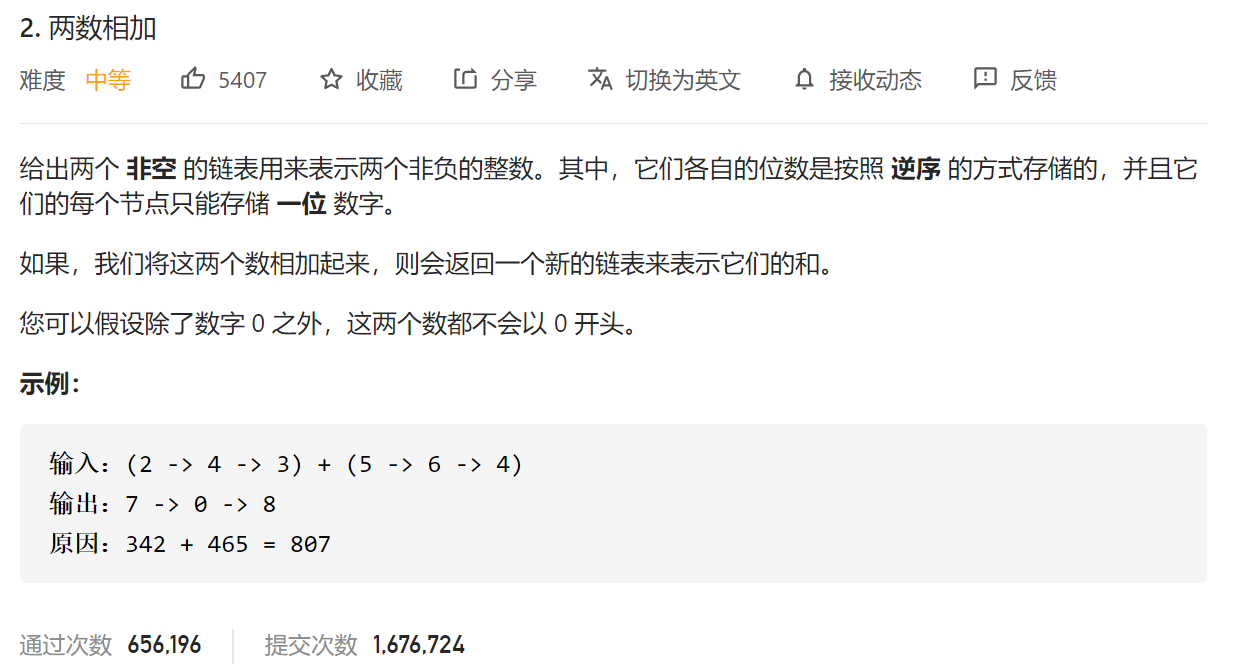 2. 两数相加
难度 中等 5407 收藏 分享 切换为英文 接收动态 反馈
给出两个 非空 的链表用来表示两个非负的整数。其中，它们各自的位数是按照 逆序 的方式存储的，并且它
们的每个节点只能存储 一位 数字。
如果，我们将这两个数相加起来，则会返回一个新的链表来表示它们的和。
您可以假设除了数字 0 之外，这两个数都不会以 0 开头。
示例：
输入：(2 -> 4 -> 3) + (5 -> 6 -> 4)
输出：7 -> 0 -> 8
原因：342 + 465 = 807
通过次数 656,196 提交次数 1,676,724